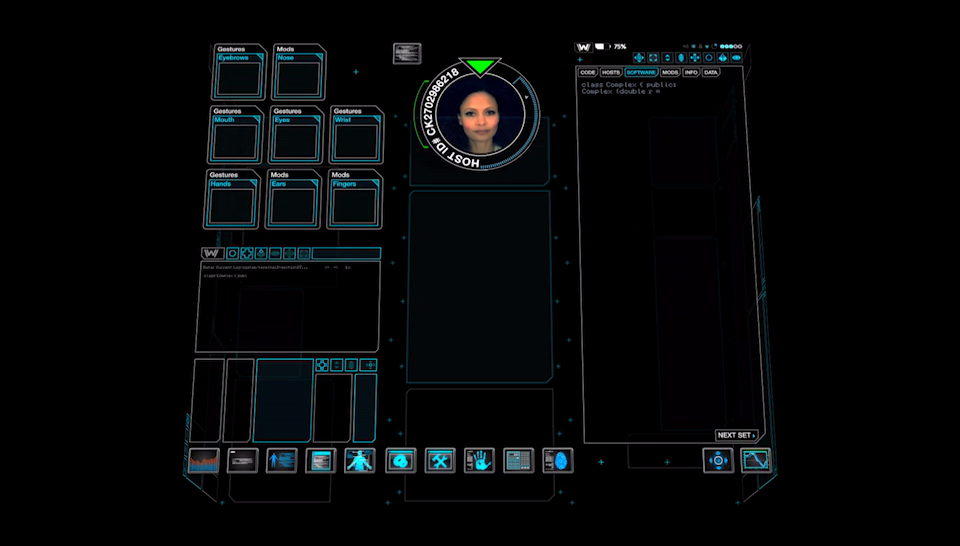 Gestures
Eyebrows
Mods
Nose
Gestures
Mouth
Gestures
Eyes
Gestures
Wrist
Gestures
Hands
Mods
Ears
Mods
Fingers
HOST ID# CK2702986218
W
75%
CODE
HOSTS
SOFTWARE
MODS
INFO
DATA
class Complex { public:
Complex (double r =
NEXT SET ›
W